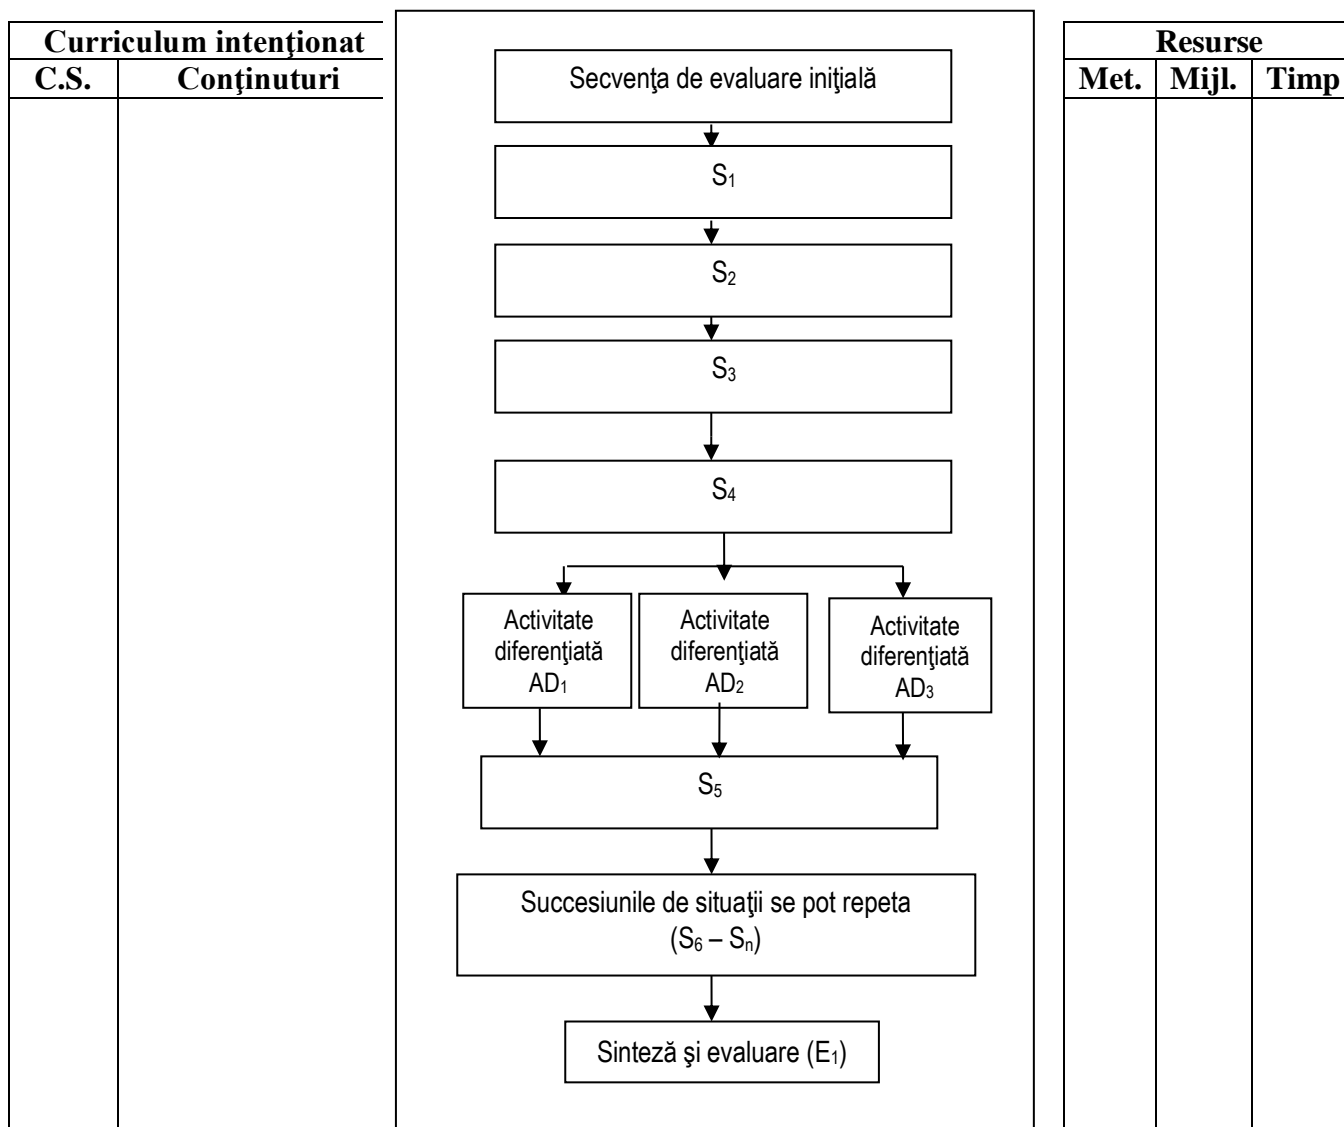 Curriculum intenţionat
C.S. Conţinuturi
Secvenţa de evaluare iniţială
S₁
S₂
S₃
S₄
Activitate
diferenţiată
AD₁
Activitate
diferenţiată
AD₂
Activitate
diferenţiată
AD₃
S₅
Succesiunile de situaţii se pot repeta
(S₆ – Sₙ)
Sinteză şi evaluare (E₁)
Resurse
Met. Mijl. Timp